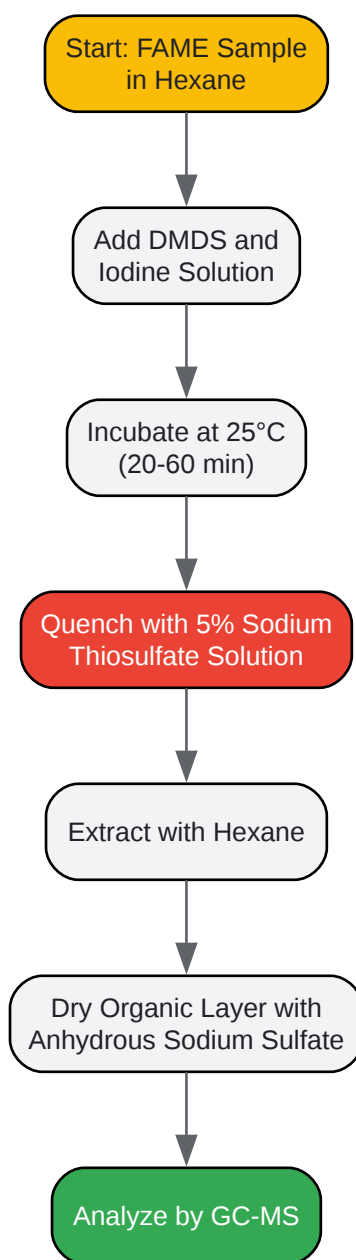 Start: FAME Sample
in Hexane
Add DMDS and
Iodine Solution
Incubate at 25°C
(20-60 min)
Quench with 5% Sodium
Thiosulfate Solution
Extract with Hexane
Dry Organic Layer with
Anhydrous Sodium Sulfate
Analyze by GC-MS